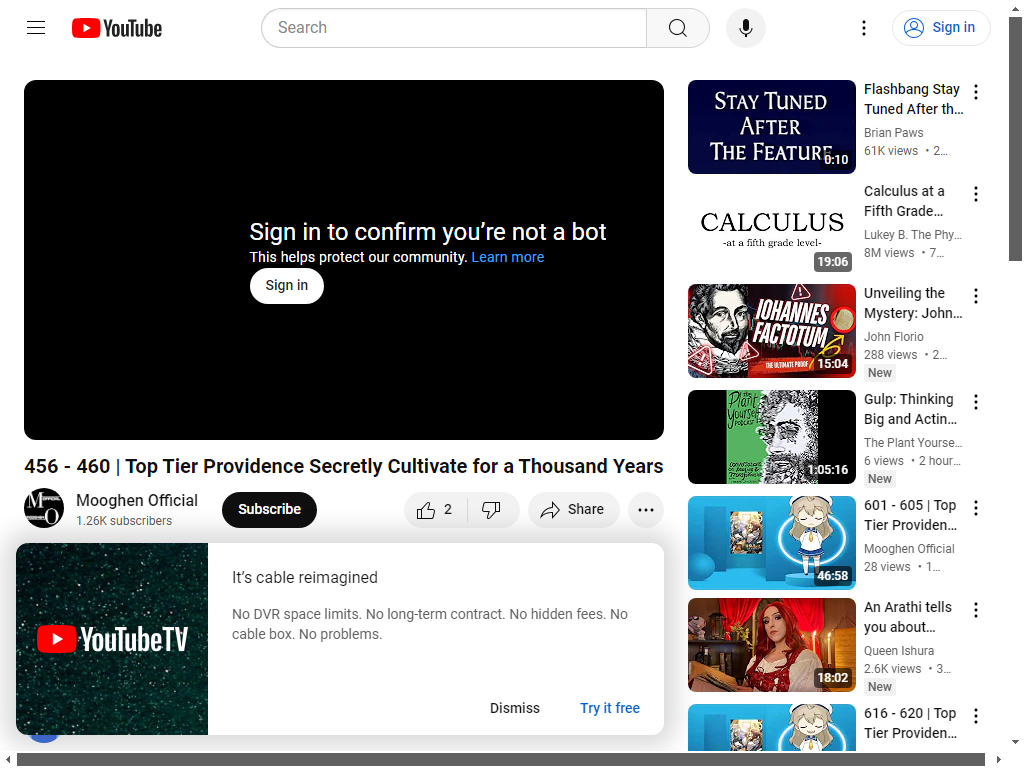 YouTube
Search
Sign in
Sign in to confirm you’re not a bot
This helps protect our community. Learn more
Sign in
456 - 460 | Top Tier Providence Secretly Cultivate for a Thousand Years
Mooghen Official
1.26K subscribers
Subscribe
2
Share
YouTubeTV
It’s cable reimagined
No DVR space limits. No long-term contract. No hidden fees. No
cable box. No problems.
Dismiss
Try it free
STAY TUNED
AFTER
THE FEATURE
0:10
Flashbang Stay
Tuned After th...
Brian Paws
61K views • 2...
CALCULUS
-at a fifth grade level-
19:06
Calculus at a
Fifth Grade...
Lukey B. The Phy...
8M views • 7...
JOHANNES
FACTOTUM
THE ULTIMATE PROOF
15:04
Unveiling the
Mystery: John...
John Florio
288 views • 2...
New
the
Plant
Yourself
PODCAST
1:05:16
Gulp: Thinking
Big and Actin...
The Plant Yourse...
6 views • 2 hour...
New
46:58
601 - 605 | Top
Tier Providen...
Mooghen Official
28 views • 1...
18:02
An Arathi tells
you about...
Queen Ishura
2.6K views • 3...
New
616 - 620 | Top
Tier Providen...